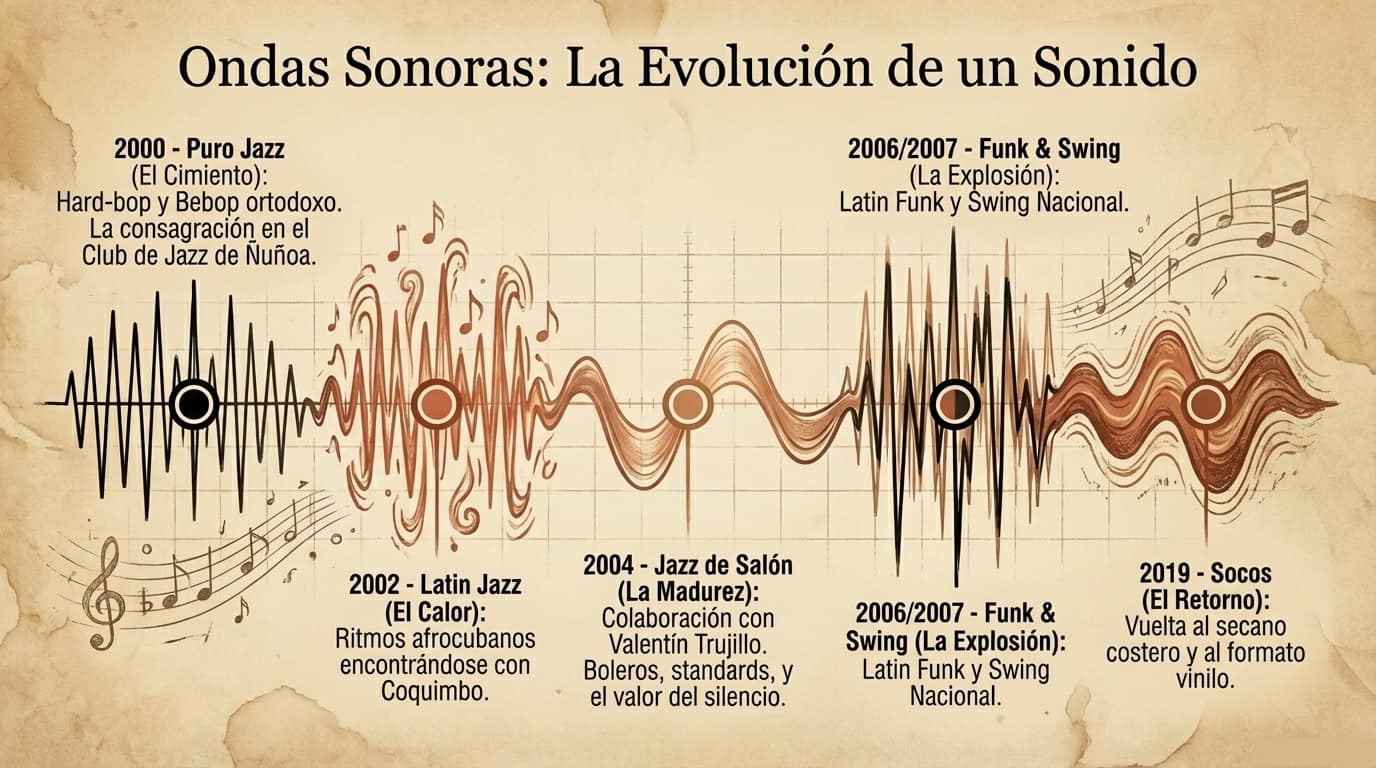 Ondas Sonoras: La Evolución de un Sonido
2000 - Puro Jazz
(El Cimiento):
Hard-bop y Bebop ortodoxo.
La consagración en el
Club de Jazz de Ñuñoa.
2006/2007 - Funk & Swing
(La Explosión):
Latin Funk y Swing Nacional.
2002 - Latin Jazz
(El Calor):
Ritmos afrocubanos
encontrándose con
Coquimbo.
2004 - Jazz de Salón
(La Madurez):
Colaboración con
Valentín Trujillo.
Boleros, standards, y
el valor del silencio.
2006/2007 - Funk &
Swing (La Explosión):
Latin Funk y Swing
Nacional.
2019 - Socos
(El Retorno):
Vuelta al secano
costero y al formato
vinilo.